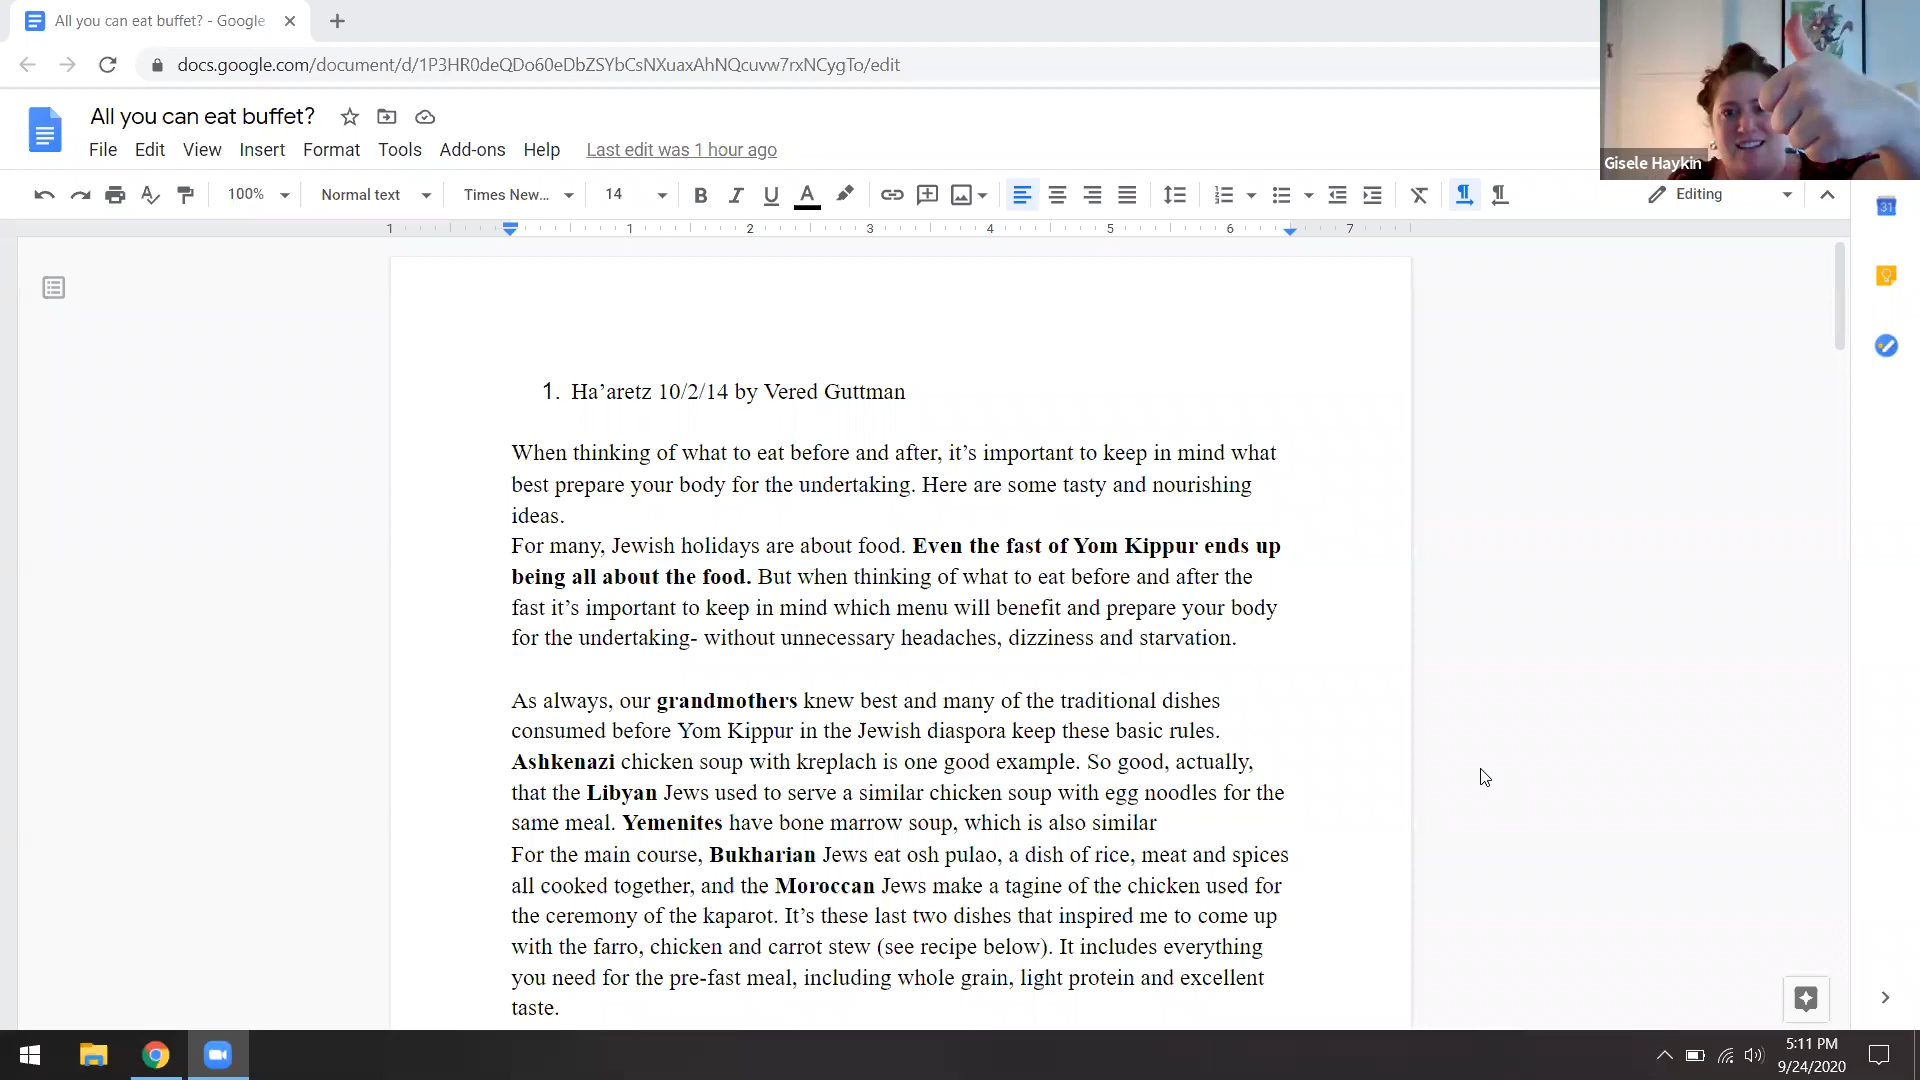 All you can eat buffet? - Google
docs.google.com/document/d/1P3HR0deQDo60eDbZSYbCsNXuaxAhNQcuvw7rxNCygTo/edit
All you can eat buffet?
File Edit View Insert Format Tools Add-ons Help Last edit was 1 hour ago
Gisele Haykin
100% Normal text Times New... 14 B I U A Editing
1 1 2 3 4 5 6 7
31
1. Ha’aretz 10/2/14 by Vered Guttman
When thinking of what to eat before and after, it’s important to keep in mind what
best prepare your body for the undertaking. Here are some tasty and nourishing
ideas.
For many, Jewish holidays are about food. Even the fast of Yom Kippur ends up
being all about the food. But when thinking of what to eat before and after the
fast it’s important to keep in mind which menu will benefit and prepare your body
for the undertaking- without unnecessary headaches, dizziness and starvation.
As always, our grandmothers knew best and many of the traditional dishes
consumed before Yom Kippur in the Jewish diaspora keep these basic rules.
Ashkenazi chicken soup with kreplach is one good example. So good, actually,
that the Libyan Jews used to serve a similar chicken soup with egg noodles for the
same meal. Yemenites have bone marrow soup, which is also similar
For the main course, Bukharian Jews eat osh pulao, a dish of rice, meat and spices
all cooked together, and the Moroccan Jews make a tagine of the chicken used for
the ceremony of the kaparot. It’s these last two dishes that inspired me to come up
with the farro, chicken and carrot stew (see recipe below). It includes everything
you need for the pre-fast meal, including whole grain, light protein and excellent
taste.
5:11 PM
9/24/2020